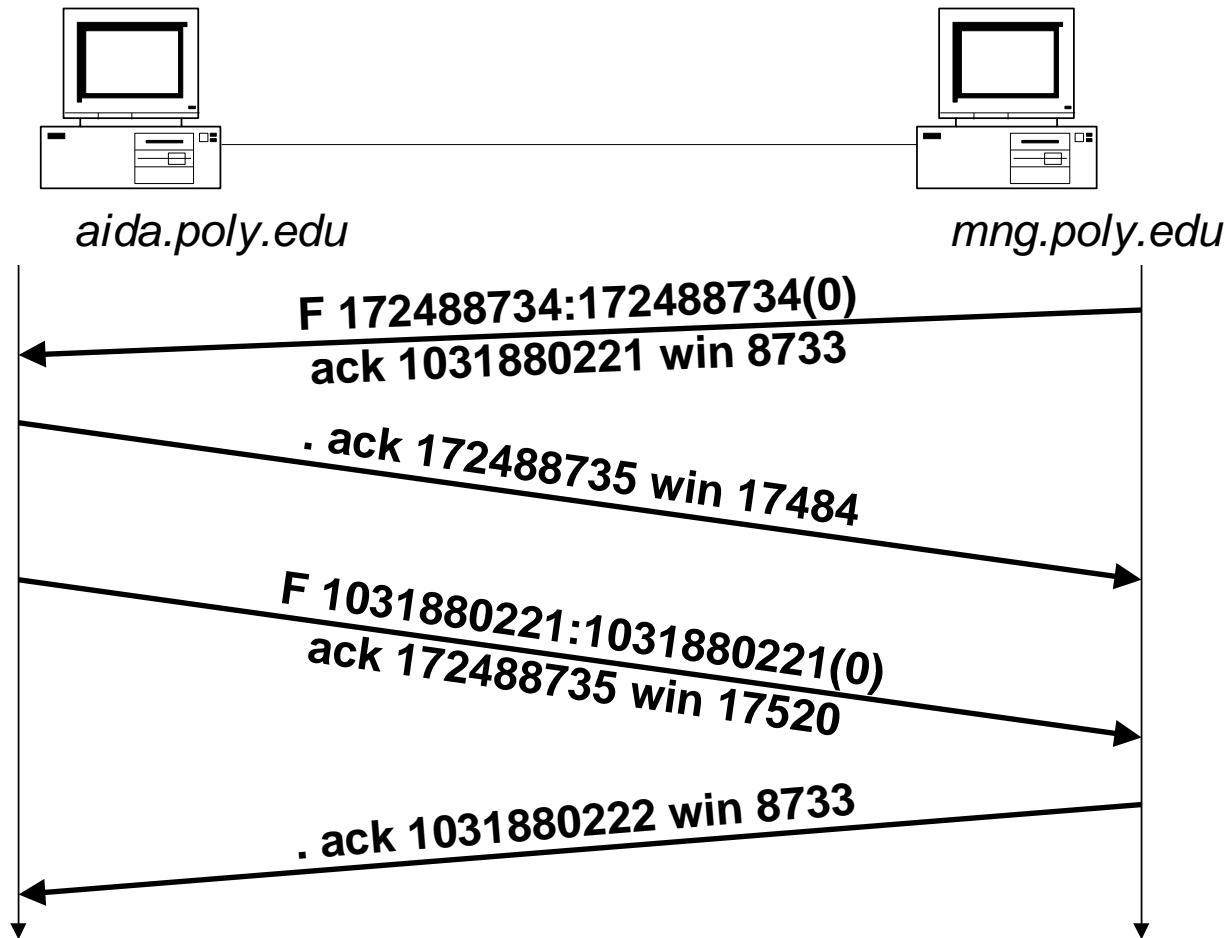 aida.poly.edu
mng.poly.edu
F 172488734:172488734(0)
ack 1031880221 win 8733
. ack 172488735 win 17484
F 1031880221:1031880221(0)
ack 172488735 win 17520
. ack 1031880222 win 8733